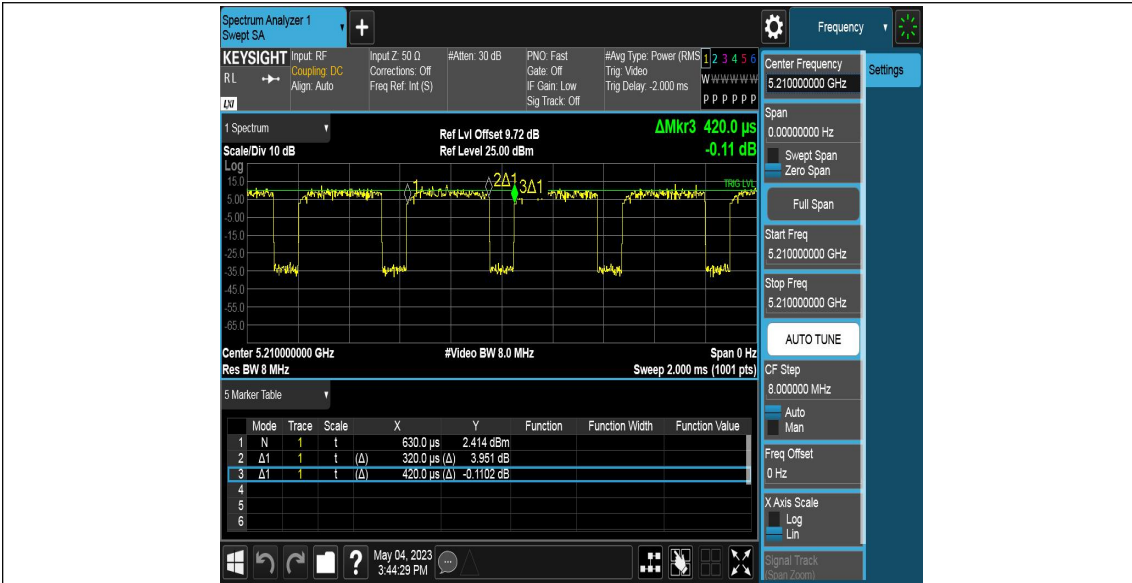 Spectrum Analyzer 1
Swept SA
Frequency
KEYSIGHT
RL
LXI
Input: RF
Coupling: DC
Align: Auto
Input Z: 50 Ω
Corrections: Off
Freq Ref: Int (S)
#Atten: 30 dB
PNO: Fast
Gate: Off
IF Gain: Low
Sig Track: Off
#Avg Type: Power (RMS
Trig: Video
Trig Delay: -2.000 ms
1 2 3 4 5 6
W W W W W W
P P P P P P
1 Spectrum
Scale/Div 10 dB
Ref Lvl Offset 9.72 dB
Ref Level 25.00 dBm
ΔMkr3 420.0 µs
-0.11 dB
Log
15.0
5.00
-5.00
-15.0
-25.0
-35.0
-45.0
-55.0
-65.0
1
2Δ1
3Δ1
TRIG LVL
Center 5.210000000 GHz
Res BW 8 MHz
#Video BW 8.0 MHz
Span 0 Hz
Sweep 2.000 ms (1001 pts)
5 Marker Table
Mode Trace Scale X Y Function Function Width Function Value
1 N 1 t 630.0 µs 2.414 dBm
2 Δ1 1 t (Δ) 320.0 µs (Δ) 3.951 dB
3 Δ1 1 t (Δ) 420.0 µs (Δ) -0.1102 dB
4
5
6
?
May 04, 2023
3:44:29 PM
Center Frequency
5.210000000 GHz
Settings
Span
0.00000000 Hz
Swept Span
Zero Span
Full Span
Start Freq
5.210000000 GHz
Stop Freq
5.210000000 GHz
AUTO TUNE
CF Step
8.000000 MHz
Auto
Man
Freq Offset
0 Hz
X Axis Scale
Log
Lin
Signal Track
(Span Zoom)